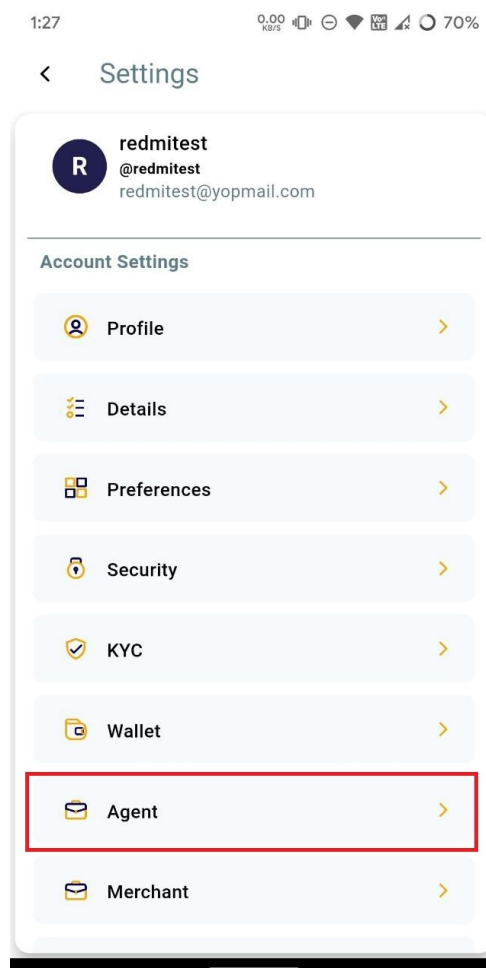 1:27 0.00 KB/S VoLTE 70%
Settings
R
redmitest
@redmitest
redmitest@yopmail.com
Account Settings
Profile
Details
Preferences
Security
KYC
Wallet
Agent
Merchant